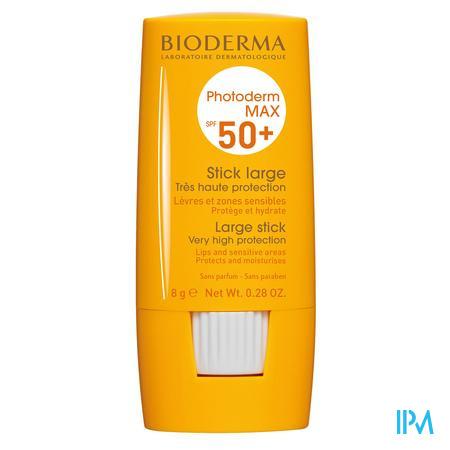 BIODERMA
LABORATOIRE DERMATOLOGIQUE
Photoderm
MAX
SPF 50+
Stick large
Très haute protection
Lèvres et zones sensibles
Protège et hydrate
Large stick
Very high protection
Lips and sensitive areas
Protects and moisturises
Sans parfum - Sans paraben
8 g ℮ Net Wt. 0.28 OZ.
IPM